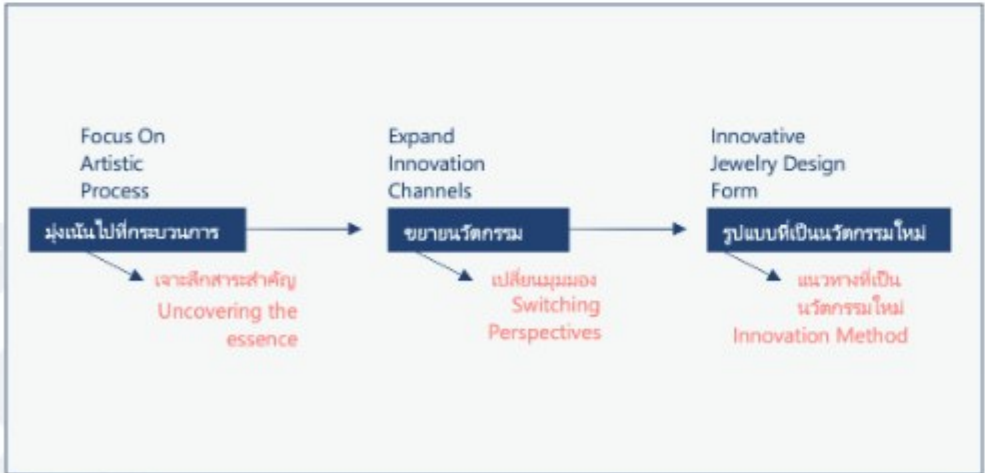 Focus On
Artistic
Process
มุ่งเน้นไปที่กระบวนการ
เจาะลึกสาระสำคัญ
Uncovering the
essence
Expand
Innovation
Channels
ขยายนวัตกรรม
เปลี่ยนมุมมอง
Switching
Perspectives
Innovative
Jewelry Design
Form
รูปแบบที่เป็นนวัตกรรมใหม่
แนวทางที่เป็น
นวัตกรรมใหม่
Innovation Method